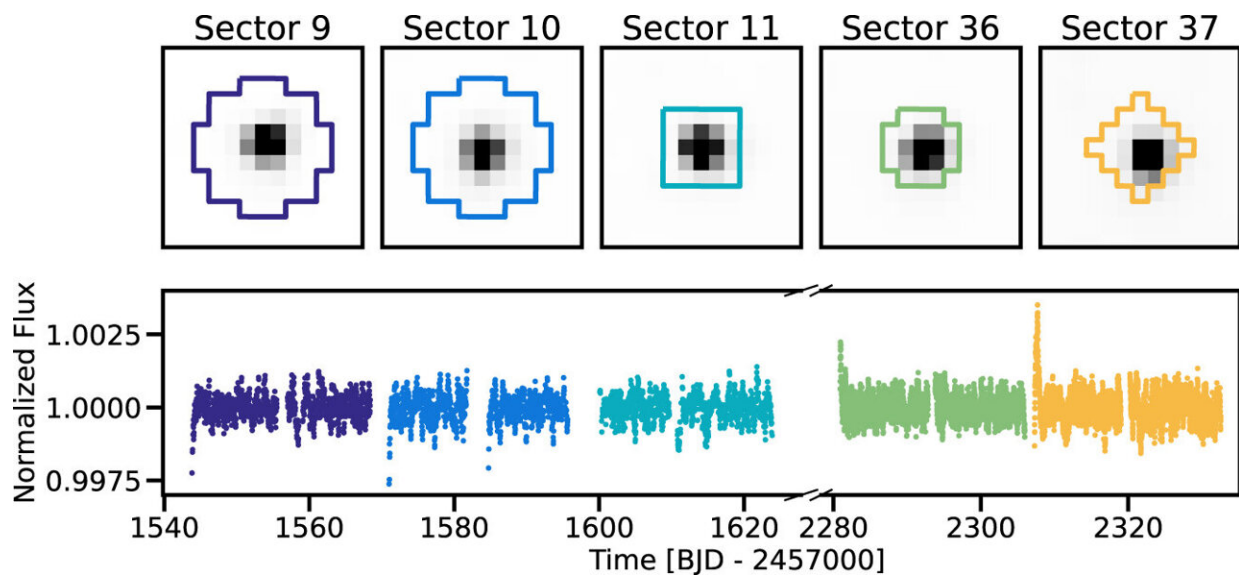 Sector 9 Sector 10 Sector 11 Sector 36 Sector 37
Normalized Flux
1.0025
1.0000
0.9975
1540 1560 1580 1600 1620 2280 2300 2320
Time [BJD - 2457000]